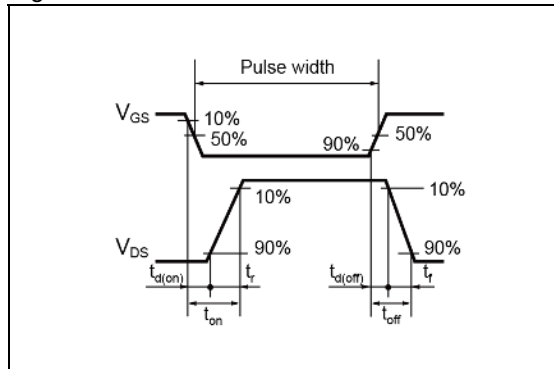 Pulse width
VGS
10%
50%
90%
50%
10%
10%
VDS
90%
90%
td(on)
tr
td(off)
tf
ton
toff